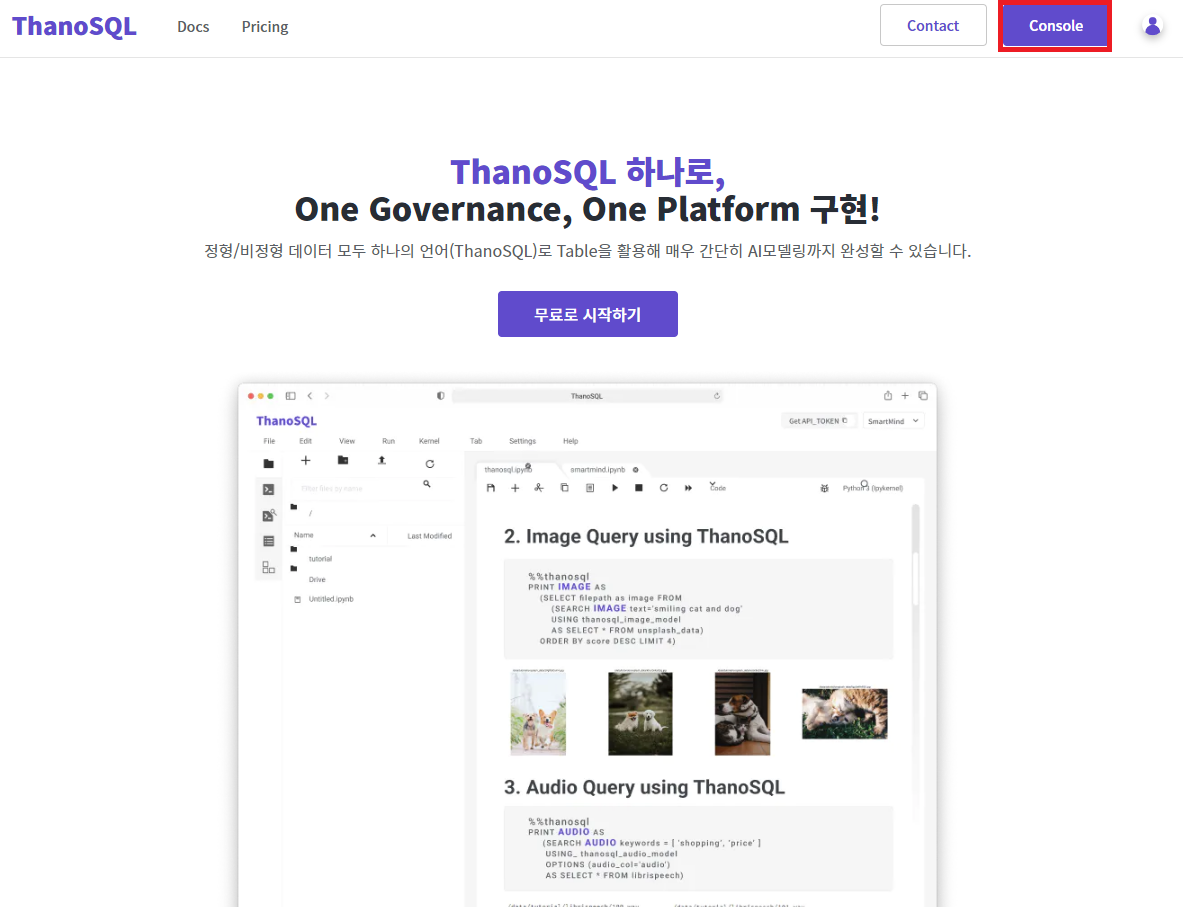 ThanoSQL
Docs
Pricing
Contact
Console
ThanoSQL 하나로,
One Governance, One Platform 구현!
정형/비정형 데이터 모두 하나의 언어(ThanoSQL)로 Table을 활용해 매우 간단히 AI모델링까지 완성할 수 있습니다.
무료로 시작하기
ThanoSQL
ThanoSQL
Get API_TOKEN
SmartMind
File
Edit
View
Run
Kernel
Tab
Settings
Help
Filter files by name
/
Name
Last Modified
tutorial
Drive
Untitled.ipynb
thanosql.ipynb
smartmind.ipynb
Code
Python 3 (ipykernel)
2. Image Query using ThanoSQL
%%thanosql
PRINT IMAGE AS
(SELECT filepath as image FROM
(SEARCH IMAGE text='smiling cat and dog'
USING thanosql_image_model
AS SELECT * FROM unsplash_data)
ORDER BY score DESC LIMIT 4)
3. Audio Query using ThanoSQL
%%thanosql
PRINT AUDIO AS
(SEARCH AUDIO keywords = [ 'shopping', 'price' ]
USING_ thanosql_audio_model
OPTIONS (audio_col='audio')
AS SELECT * FROM librispeech)